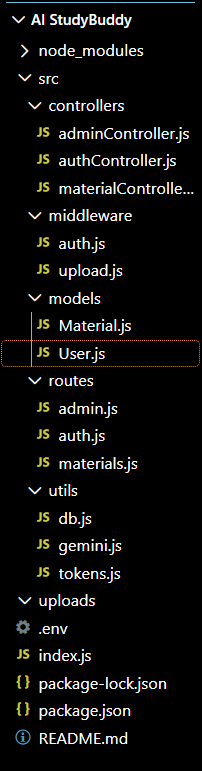 AI StudyBuddy
node_modules
src
controllers
JS adminController.js
JS authController.js
JS materialControlle...
middleware
JS auth.js
JS upload.js
models
JS Material.js
JS User.js
routes
JS admin.js
JS auth.js
JS materials.js
utils
JS db.js
JS gemini.js
JS tokens.js
uploads
.env
JS index.js
{ } package-lock.json
{ } package.json
README.md